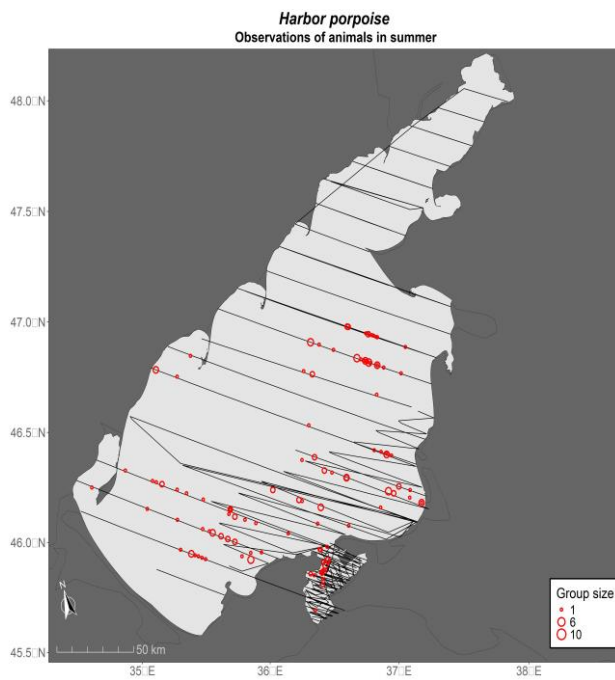 Harbor porpoise
Observations of animals in summer
48.0□N
47.5□N
47.0□N
46.5□N
46.0□N
45.5□N
N
50 km
Group size
1
6
10
35□E
36□E
37□E
38□E